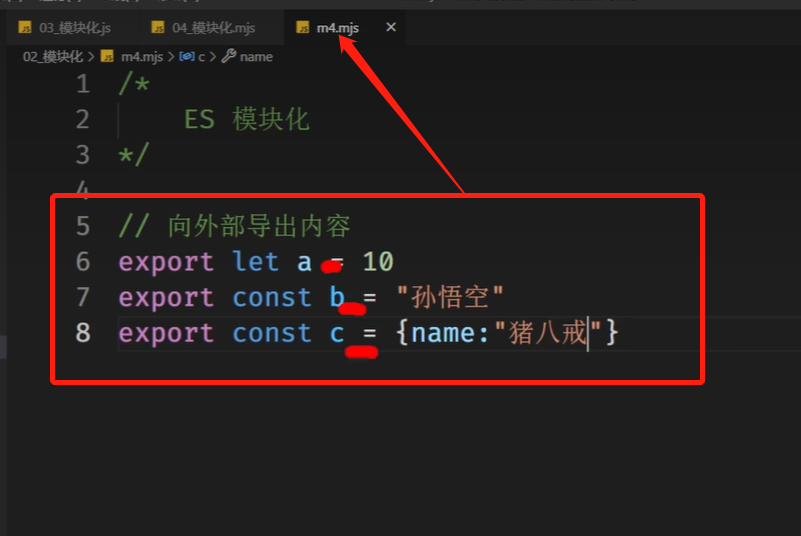 03_模块化.js
04_模块化.mjs
m4.mjs
02_模块化 > m4.mjs > c > name
1 /*
2 ES 模块化
3 */
4
5 // 向外部导出内容
6 export let a = 10
7 export const b = "孙悟空"
8 export const c = {name:"猪八戒"}